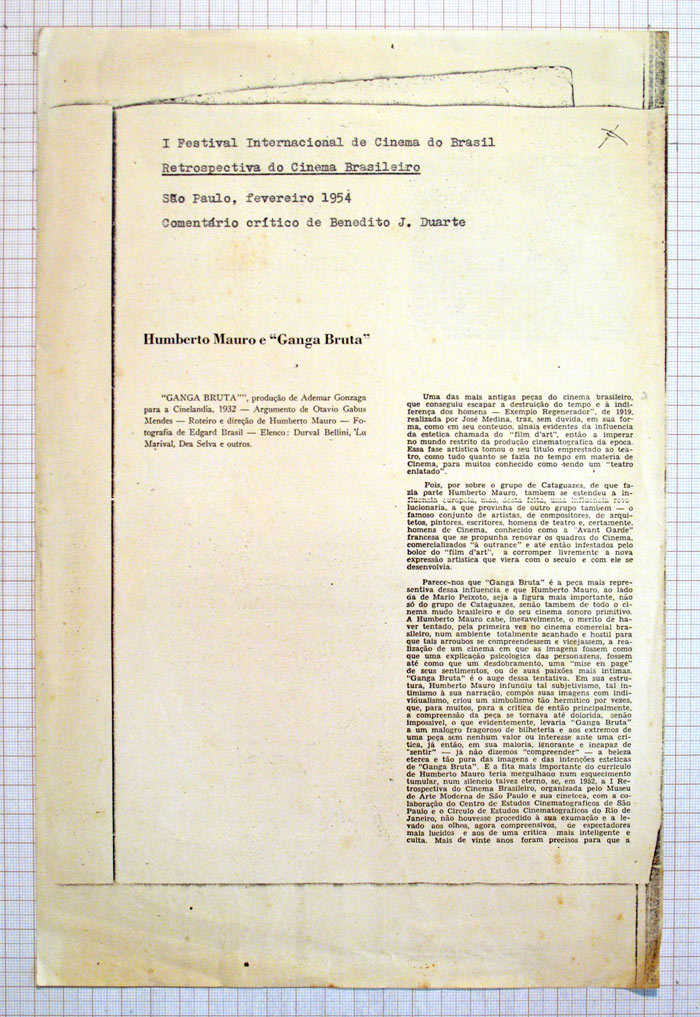 I Festival Internacional de Cinema do Brasil
Retrospectiva do Cinema Brasileiro
São Paulo, fevereiro 1954
Comentário crítico de Benedito J. Duarte
Humberto Mauro e "Ganga Bruta"
"GANGA BRUTA"", produção de Ademar Gonzaga
para a Cinelandia, 1932 — Argumento de Otavio Gabus
Mendes — Roteiro e direção de Humberto Mauro — Fo-
tografia de Edgard Brasil — Elenco: Durval Bellini, 'Lu
Marival, Dea Selva e outros.
Uma das mais antigas peças do cinema brasileiro,
que conseguiu escapar a destruição do tempo e à indi-
ferença dos homens — Exemplo Regenerador", de 1919,
realizada por José Medina, traz, sem duvida, em sua for-
ma, como em seu conteudo, sinais evidentes da influencia
da estetica chamada do "film d'art", então a imperar
no mundo restrito da produção cinematografica da epoca.
Essa fase artistica tomou o seu titulo emprestado ao tea-
tro, como tudo quanto se fazia no tempo em materia de
Cinema, para muitos conhecido como sendo um "teatro
enlatado".
Pois, por sobre o grupo de Cataguazes, de que fa-
zia parte Humberto Mauro, tambem se estendeu a in-
fluencia europeia, mas, desta feita, uma influencia revo-
lucionaria, a que provinha de outro grupo tambem — o
famoso conjunto de artistas, de compositores, de arqui-
tetos, pintores, escritores, homens de teatro e, certamente,
homens de Cinema, conhecido como a "Avant Garde"
francesa que se propunha renovar os quadros do Cinema,
comercializados "à outrance" e até então infestados pelo
bolor do "film d'art", a corromper livremente a nova
expressão artistica que viera com o seculo e com ele se
desenvolvia.
Parece-nos que "Ganga Bruta" é a peça mais repre-
sentiva dessa influencia e que Humberto Mauro, ao lado
da de Mario Peixoto, seja a figura mais importante, não
só do grupo de Cataguazes, senão tambem de todo o ci-
nema mudo brasileiro e do seu cinema sonoro primitivo.
A Humberto Mauro cabe, inegavelmente, o merito de ha-
ver tentado, pela primeira vez no cinema comercial bra-
sileiro, num ambiente totalmente acanhado e hostil para
que tais arroubos se compreendessem e vicejassem, a rea-
lização de um cinema em que as imagens fossem como
que uma explicação psicologica das personagens, fossem
até como que um desdobramento, uma "mise en page"
de seus sentimentos, ou de suas paixões mais intimas.
"Ganga Bruta" é o auge dessa tentativa. Em sua estru-
tura, Humberto Mauro infundiu tal subjetivismo, tal in-
timismo à sua narração, compôs suas imagens com indi-
vidualismo, criou um simbolismo tão hermitico por vezes,
que, para muitos, para a critica de então principalmente,
a compreensão da peça se tornava até dolorida, senão
impossivel, o que evidentemente, levaria "Ganga Bruta"
a um malogro fragoroso de bilheteria e aos extremos de
uma peça sem nenhum valor ou interesse ante uma cri-
tica, já então, em sua maioria, ignorante e incapaz de
"sentir" — já não dizemos "compreender" — a beleza
eterea e tão pura das imagens e das intenções esteticas
de "Ganga Bruta". E a fita mais importante do curriculo
de Humberto Mauro teria mergulhado num esquecimento
tumular, num silencio talvez eterno, se, em 1952, a I Re-
trospectiva do Cinema Brasileiro, organizada pelo Museu
de Arte Moderna de São Paulo e sua cineteca, com a co-
laboração do Centro de Estudos Cinematograficos de São
Paulo e o Circulo de Estudos Cinematograficos do Rio de
Janeiro, não houvesse procedido à sua exumação e a le-
vado aos olhos, agora compreensivos, de espectadores
mais lucidos e aos de uma critica mais inteligente e
culta. Mais de vinte anos foram precisos para que a